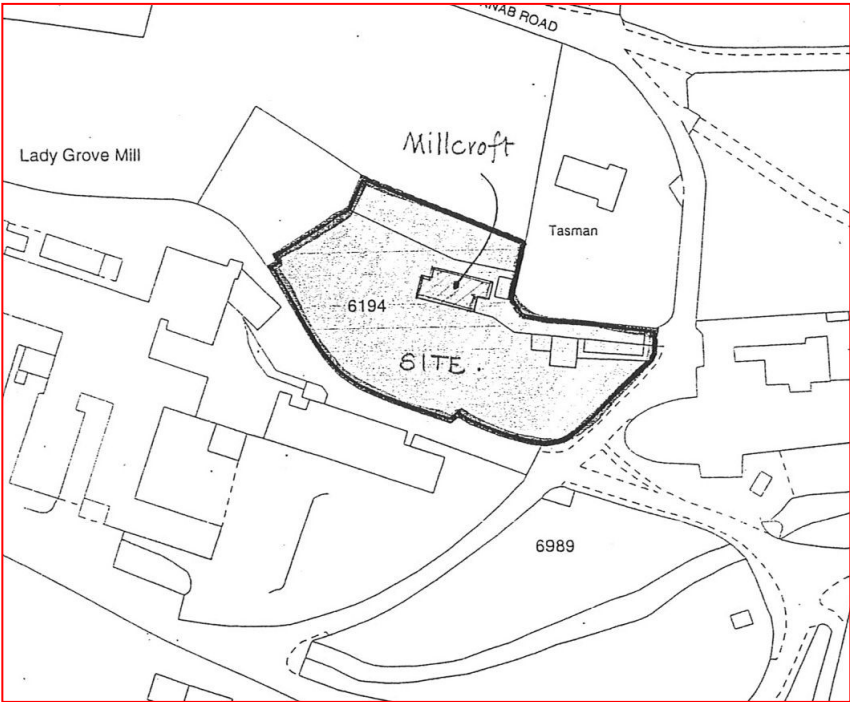 NAB ROAD
Lady Grove Mill
Millcroft
Tasman
6194
SITE.
6989